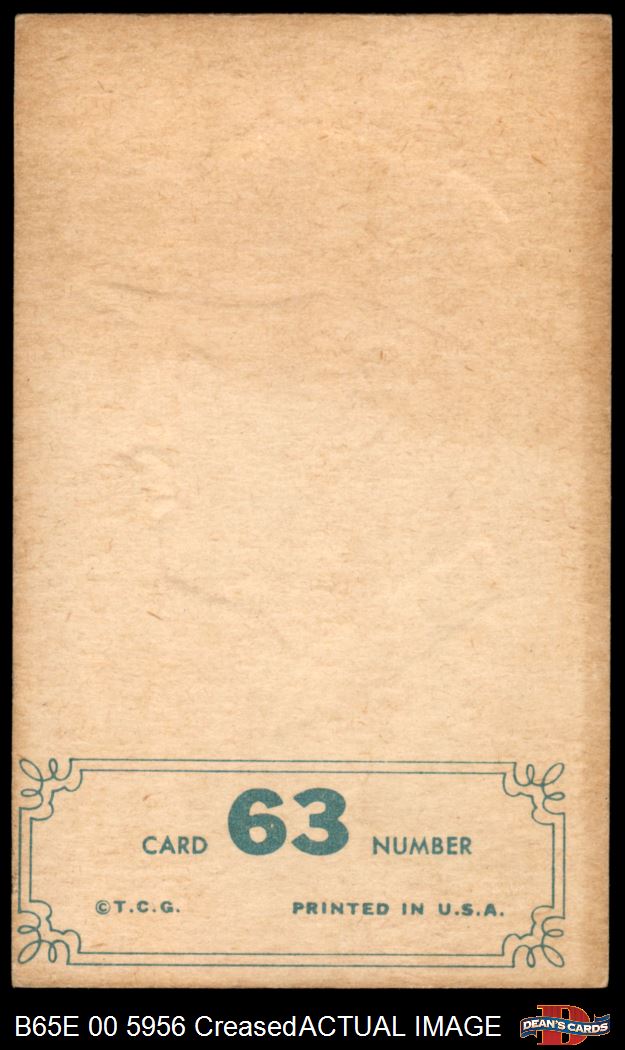 CARD 63 NUMBER
©T.C.G. PRINTED IN U.S.A.
B65E 00 5956 CreasedACTUAL IMAGE
DEAN'S CARDS